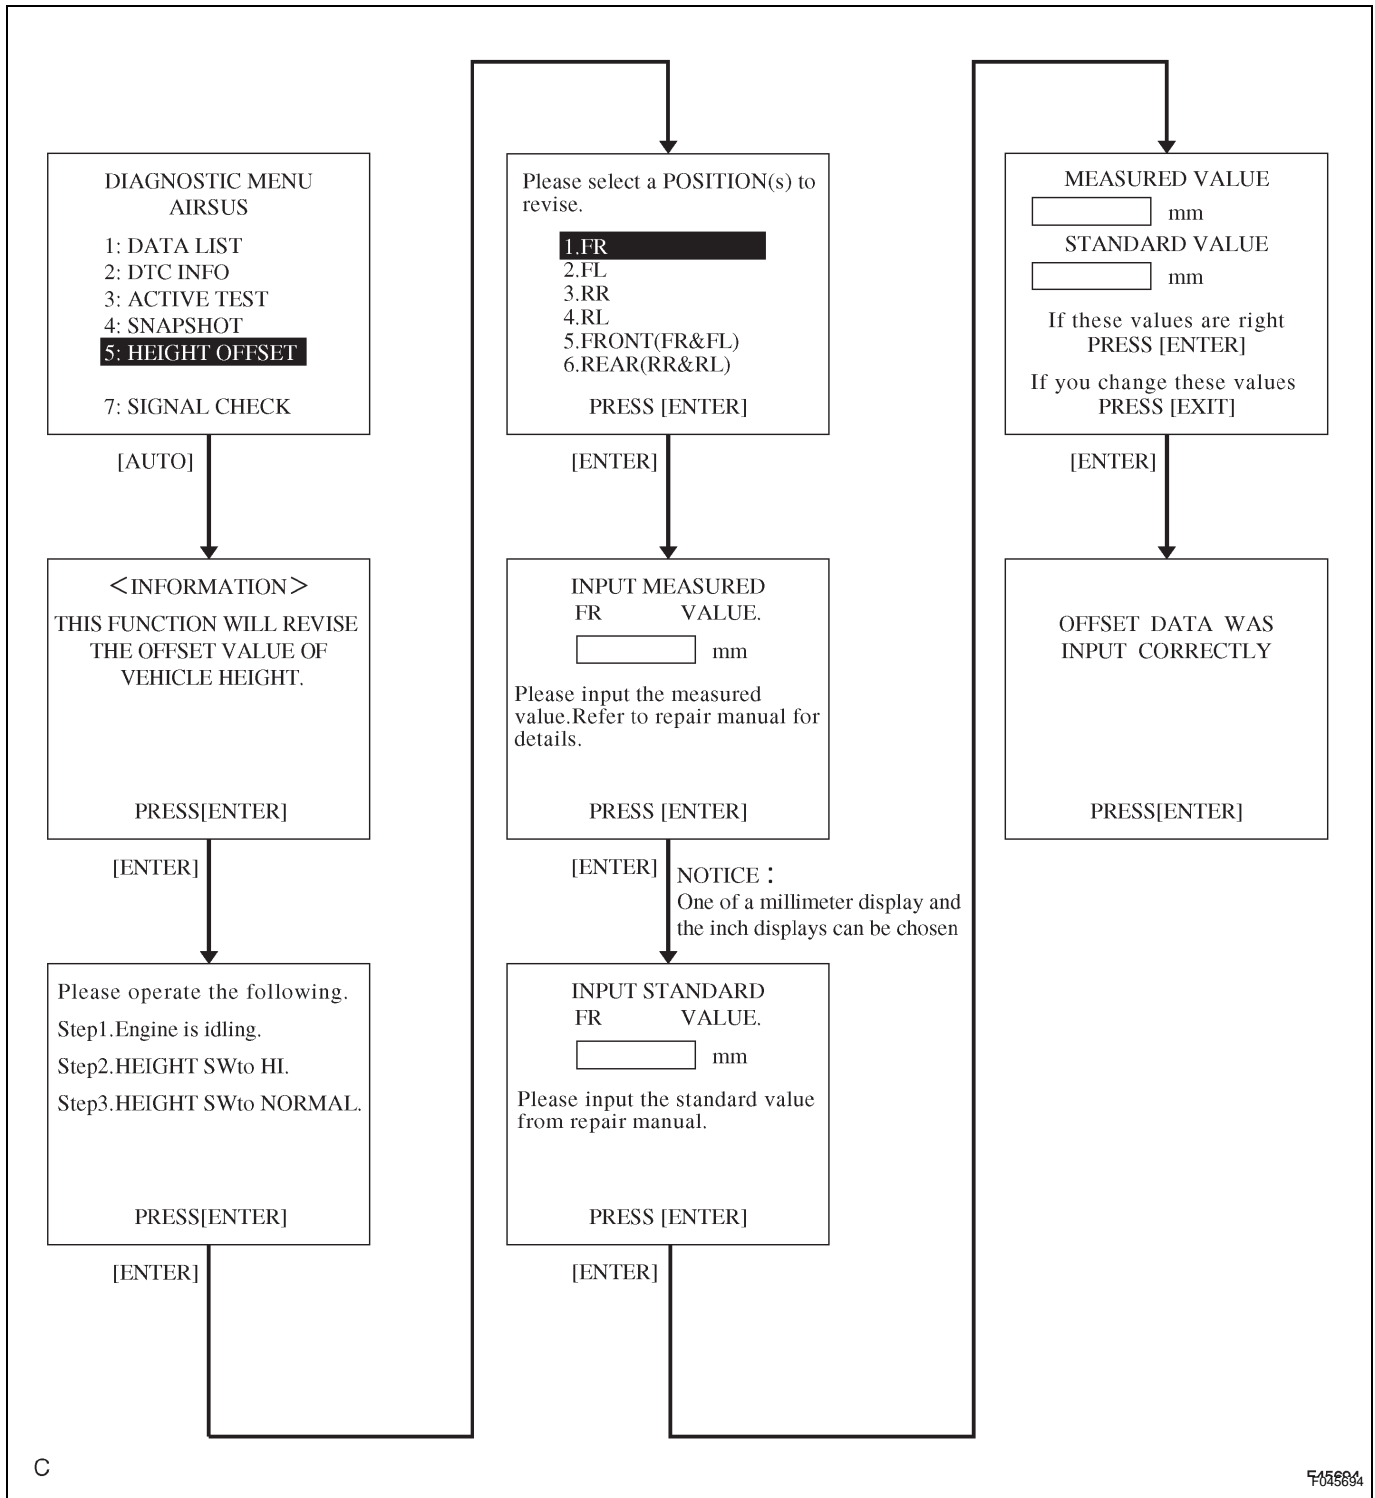 DIAGNOSTIC MENU
AIRSUS
1: DATA LIST
2: DTC INFO
3: ACTIVE TEST
4: SNAPSHOT
5: HEIGHT OFFSET
7: SIGNAL CHECK
[AUTO]
<INFORMATION>
THIS FUNCTION WILL REVISE
THE OFFSET VALUE OF
VEHICLE HEIGHT.
PRESS[ENTER]
[ENTER]
Please operate the following.
Step1.Engine is idling.
Step2.HEIGHT SWto HI.
Step3.HEIGHT SWto NORMAL.
PRESS[ENTER]
[ENTER]
Please select a POSITION(s) to
revise.
1.FR
2.FL
3.RR
4.RL
5.FRONT(FR&FL)
6.REAR(RR&RL)
PRESS [ENTER]
[ENTER]
INPUT MEASURED
FR VALUE.
mm
Please input the measured
value.Refer to repair manual for
details.
PRESS [ENTER]
[ENTER]
NOTICE :
One of a millimeter display and
the inch displays can be chosen
INPUT STANDARD
FR VALUE.
mm
Please input the standard value
from repair manual.
PRESS [ENTER]
[ENTER]
MEASURED VALUE
mm
STANDARD VALUE
mm
If these values are right
PRESS [ENTER]
If you change these values
PRESS [EXIT]
[ENTER]
OFFSET DATA WAS
INPUT CORRECTLY
PRESS[ENTER]
C
F045694